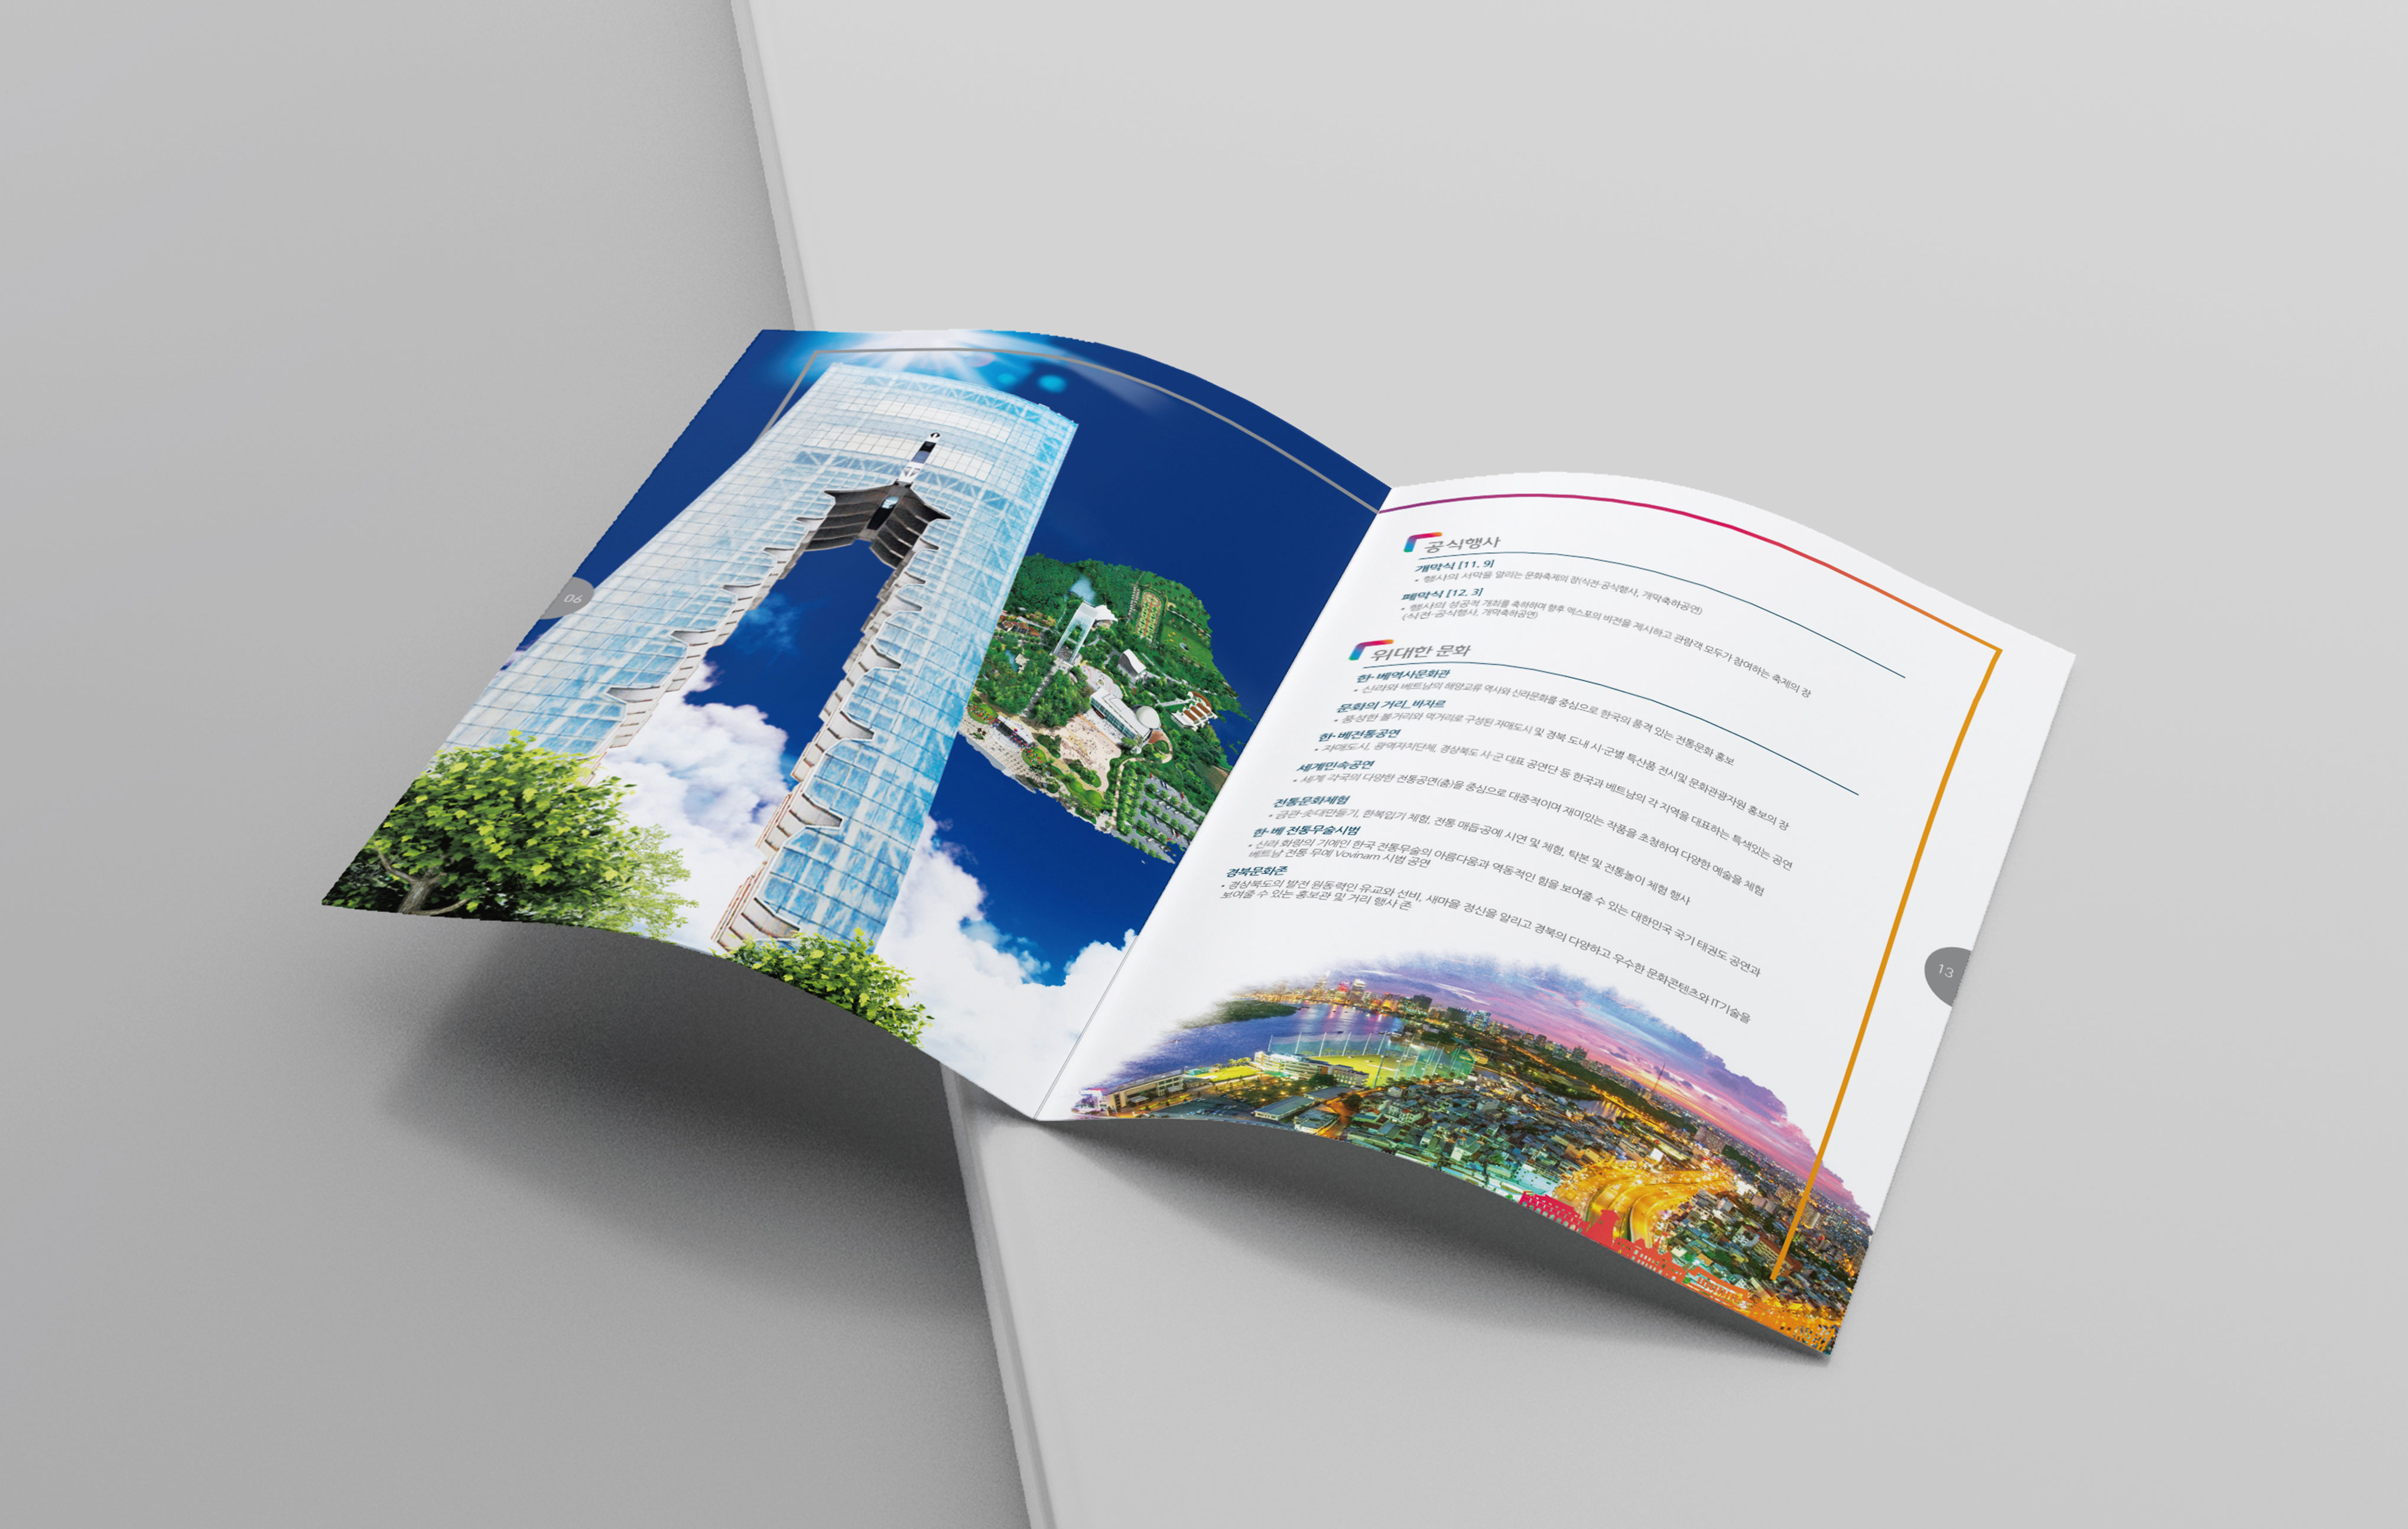 06
공식행사
개막식 [11. 9]
• 행사의 서막을 알리는 문화축제의 장(식전·공식행사, 개막축하공연)
폐막식 [12. 3]
• 행사의 성공적 개최를 축하하며 향후 엑스포의 비전을 제시하고 관람객 모두가 참여하는 축제의 장
(식전·공식행사, 개막축하공연)
위대한 문화
한-베역사문화관
• 신라와 베트남의 해양교류 역사와 신라문화를 중심으로 한국의 품격 있는 전통문화 홍보
문화의 거리_바자르
• 풍성한 볼거리와 먹거리로 구성된 자매도시 및 경북 도내 시·군별 특산품 전시및 문화관광자원 홍보의 장
한-베전통공연
• 자매도시, 광역자치단체, 경상북도 시·군 대표 공연단 등 한국과 베트남의 각 지역을 대표하는 특색있는 공연
세계민속공연
• 세계 각국의 다양한 전통공연(춤)을 중심으로 대중적이며 재미있는 작품을 초청하여 다양한 예술을 체험
전통문화체험
• 금관·솟대만들기, 한복입기 체험, 전통 매듭공예 시연 및 체험, 탁본 및 전통놀이 체험 행사
한-베 전통무술시범
• 신라 화랑의 기예인 한국 전통무술의 아름다움과 역동적인 힘을 보여줄 수 있는 대한민국 국기 태권도 공연과
베트남 전통 무예 Vovinam 시범 공연
경북문화존
• 경상북도의 발전 원동력인 유교와 선비, 새마을 정신을 알리고 경북의 다양하고 우수한 문화콘텐츠와 IT기술을
보여줄 수 있는 홍보관 및 거리 행사 존
13